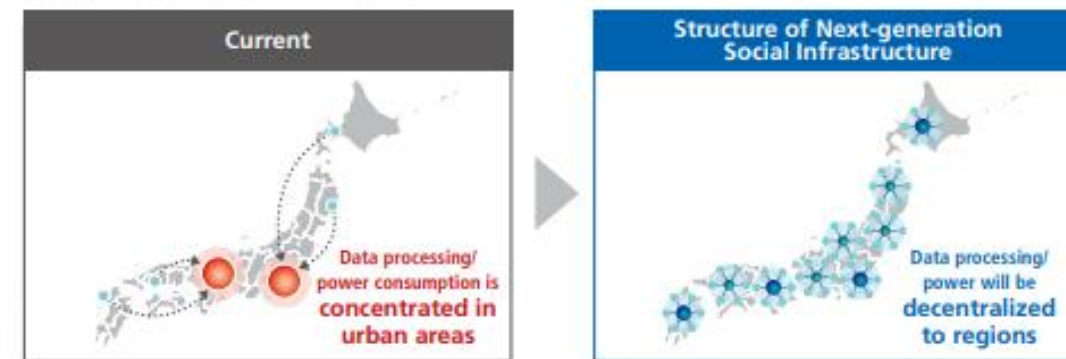 Current
Data processing/
power consumption is
concentrated in
urban areas
Structure of Next-generation
Social Infrastructure
Data processing/
power will be
decentralized
to regions